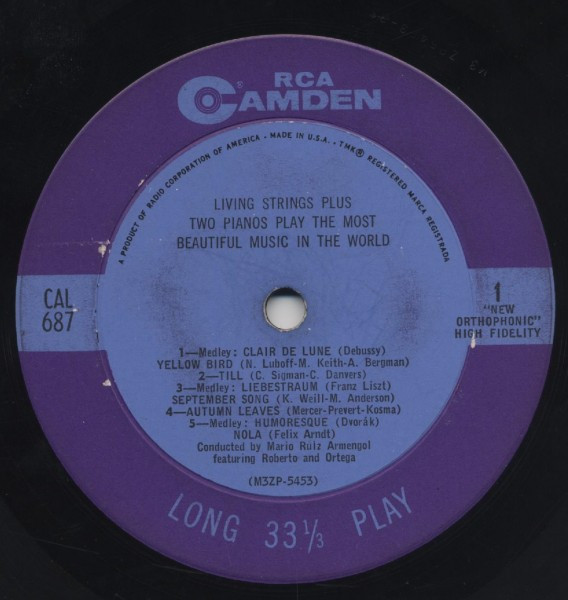 RCA
CAMDEN
A PRODUCT OF RADIO CORPORATION OF AMERICA - MADE IN U.S.A. - TMK® REGISTERED MARCA REGISTRADA
LIVING STRINGS PLUS
TWO PIANOS PLAY THE MOST
BEAUTIFUL MUSIC IN THE WORLD
CAL
687
1
"NEW
ORTHOPHONIC"
HIGH FIDELITY
1—Medley: CLAIR DE LUNE (Debussy)
YELLOW BIRD (N. Luboff-M. Keith-A. Bergman)
2—TILL (C. Sigman-C. Danvers)
3—Medley: LIEBESTRAUM (Franz Liszt)
SEPTEMBER SONG (K. Weill-M. Anderson)
4—AUTUMN LEAVES (Mercer-Prevert-Kosma)
5—Medley: HUMORESQUE (Dvorák)
NOLA (Felix Arndt)
Conducted by Mario Ruiz Armengol
featuring Roberto and Ortega
(M3ZP-5453)
LONG 33⅓ PLAY